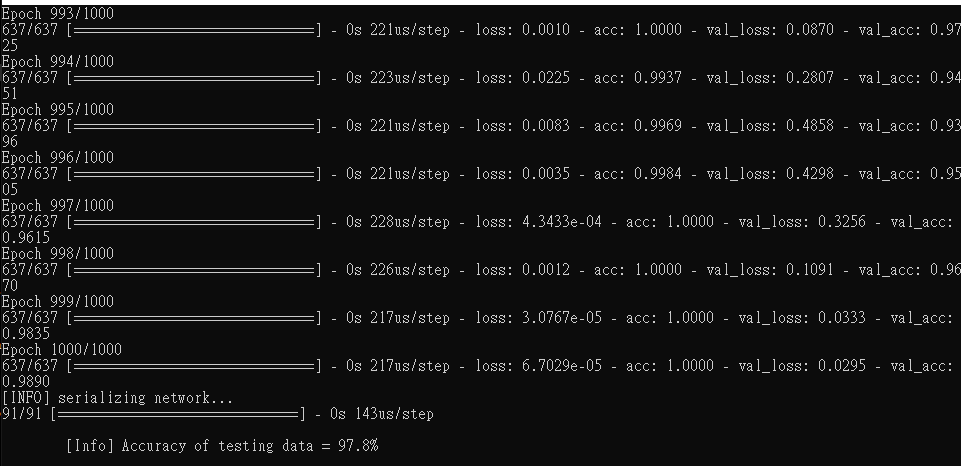 Epoch 993/1000
637/637 [==============================] - 0s 221us/step - loss: 0.0010 - acc: 1.0000 - val_loss: 0.0870 - val_acc: 0.97
25
Epoch 994/1000
637/637 [==============================] - 0s 223us/step - loss: 0.0225 - acc: 0.9937 - val_loss: 0.2807 - val_acc: 0.94
51
Epoch 995/1000
637/637 [==============================] - 0s 221us/step - loss: 0.0083 - acc: 0.9969 - val_loss: 0.4858 - val_acc: 0.93
96
Epoch 996/1000
637/637 [==============================] - 0s 221us/step - loss: 0.0035 - acc: 0.9984 - val_loss: 0.4298 - val_acc: 0.95
05
Epoch 997/1000
637/637 [==============================] - 0s 228us/step - loss: 4.3433e-04 - acc: 1.0000 - val_loss: 0.3256 - val_acc:
0.9615
Epoch 998/1000
637/637 [==============================] - 0s 226us/step - loss: 0.0012 - acc: 1.0000 - val_loss: 0.1091 - val_acc: 0.96
70
Epoch 999/1000
637/637 [==============================] - 0s 217us/step - loss: 3.0767e-05 - acc: 1.0000 - val_loss: 0.0333 - val_acc:
0.9835
Epoch 1000/1000
637/637 [==============================] - 0s 217us/step - loss: 6.7029e-05 - acc: 1.0000 - val_loss: 0.0295 - val_acc:
0.9890
[INFO] serializing network...
91/91 [==============================] - 0s 143us/step
[Info] Accuracy of testing data = 97.8%